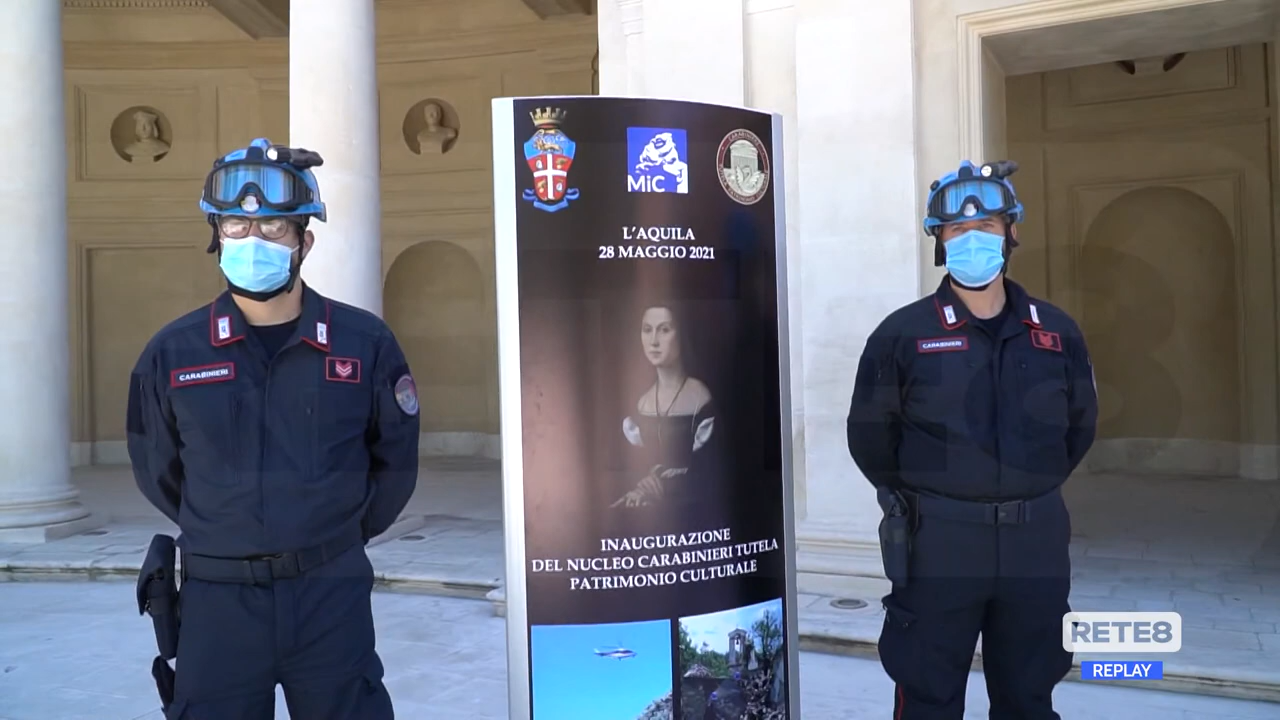 MiC
L'AQUILA
28 MAGGIO 2021
CARABINIERI
CARABINIERI
INAUGURAZIONE
DEL NUCLEO CARABINIERI TUTELA
PATRIMONIO CULTURALE
RETE8
REPLAY